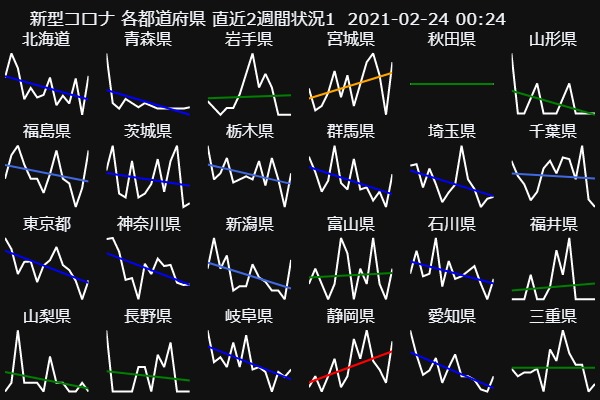 新型コロナ 各都道府県 直近2週間状況1 2021-02-24 00:24
北海道 青森県 岩手県 宮城県 秋田県 山形県
福島県 茨城県 栃木県 群馬県 埼玉県 千葉県
東京都 神奈川県 新潟県 富山県 石川県 福井県
山梨県 長野県 岐阜県 静岡県 愛知県 三重県